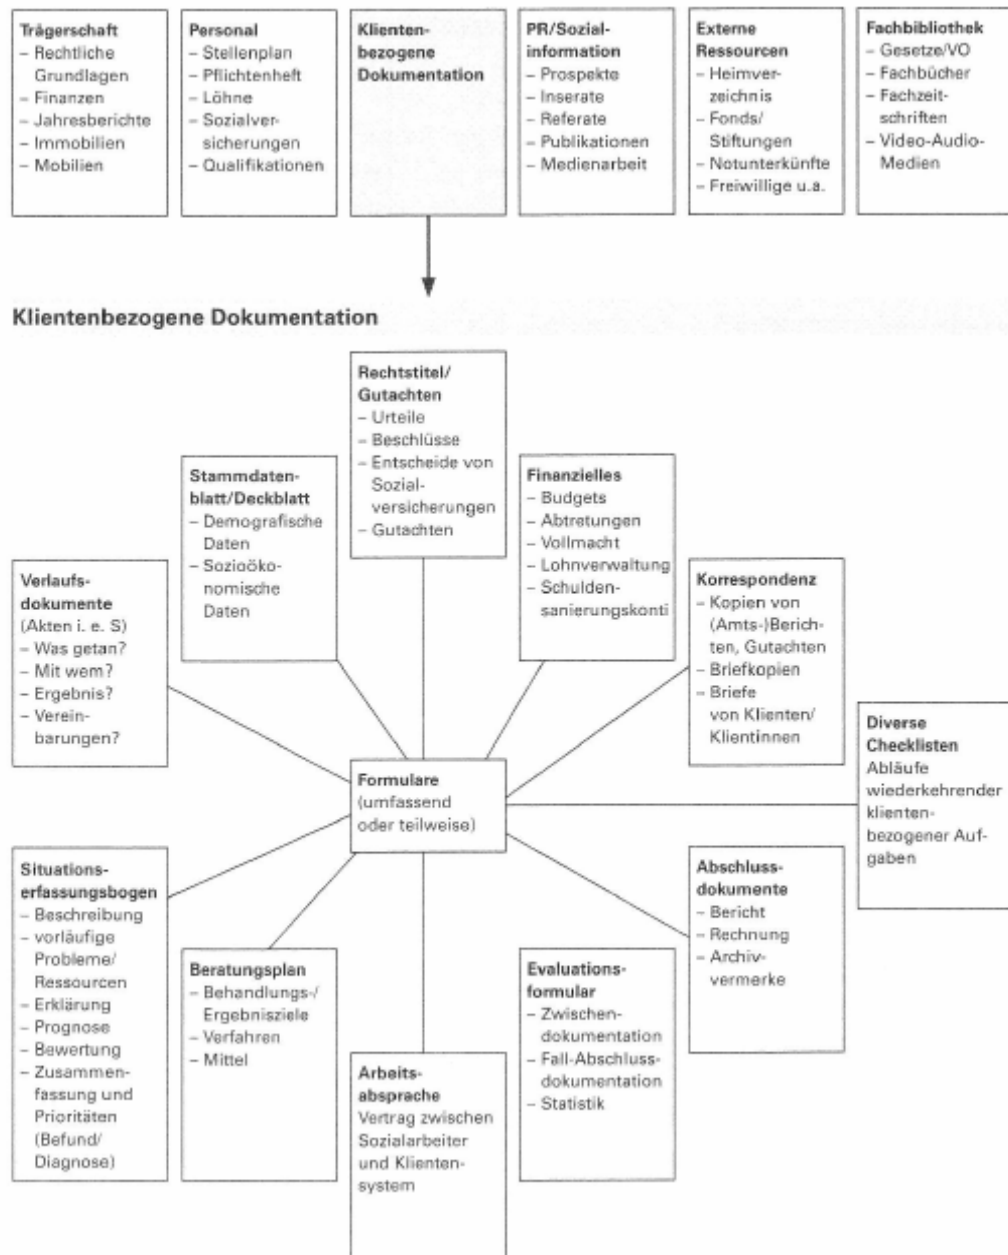 Trägerschaft
– Rechtliche
Grundlagen
– Finanzen
– Jahresberichte
– Immobilien
– Mobilien
Personal
– Stellenplan
– Pflichtenheft
– Löhne
– Sozialver-
sicherungen
– Qualifikationen
Klienten-
bezogene
Dokumentation
PR/Sozial-
information
– Prospekte
– Inserate
– Referate
– Publikationen
– Medienarbeit
Externe
Ressourcen
– Heimver-
zeichnis
– Fonds/
Stiftungen
– Notunterkünfte
– Freiwillige u.a.
Fachbibliothek
– Gesetze/VO
– Fachbücher
– Fachzeit-
schriften
– Video-Audio-
Medien
Klientenbezogene Dokumentation
Rechtstitel/
Gutachten
– Urteile
– Beschlüsse
– Entscheide von
Sozial-
versicherungen
– Gutachten
Stammdaten-
blatt/Deckblatt
– Demografische
Daten
– Sozioöko-
nomische
Daten
Finanzielles
– Budgets
– Abtretungen
– Vollmacht
– Lohnverwaltung
– Schulden-
sanierungskonti
Verlaufs-
dokumente
(Akten i. e. S)
– Was getan?
– Mit wem?
– Ergebnis?
– Verein-
barungen?
Korrespondenz
– Kopien von
(Amts-)Berich-
ten, Gutachten
– Briefkopien
– Briefe
von Klienten/
Klientinnen
Diverse
Checklisten
Abläufe
wiederkehrender
klienten-
bezogener Auf-
gaben
Formulare
(umfassend
oder teilweise)
Situations-
erfassungsbogen
– Beschreibung
– vorläufige
Probleme/
Ressourcen
– Erklärung
– Prognose
– Bewertung
– Zusammen-
fassung und
Prioritäten
(Befund/
Diagnose)
Beratungsplan
– Behandlungs-/
Ergebnisziele
– Verfahren
– Mittel
Arbeits-
absprache
Vertrag zwischen
Sozialarbeiter
und Klienten-
system
Evaluations-
formular
– Zwischen-
dokumentation
– Fall-Abschluss-
dokumentation
– Statistik
Abschluss-
dokumente
– Bericht
– Rechnung
– Archiv-
vermerke